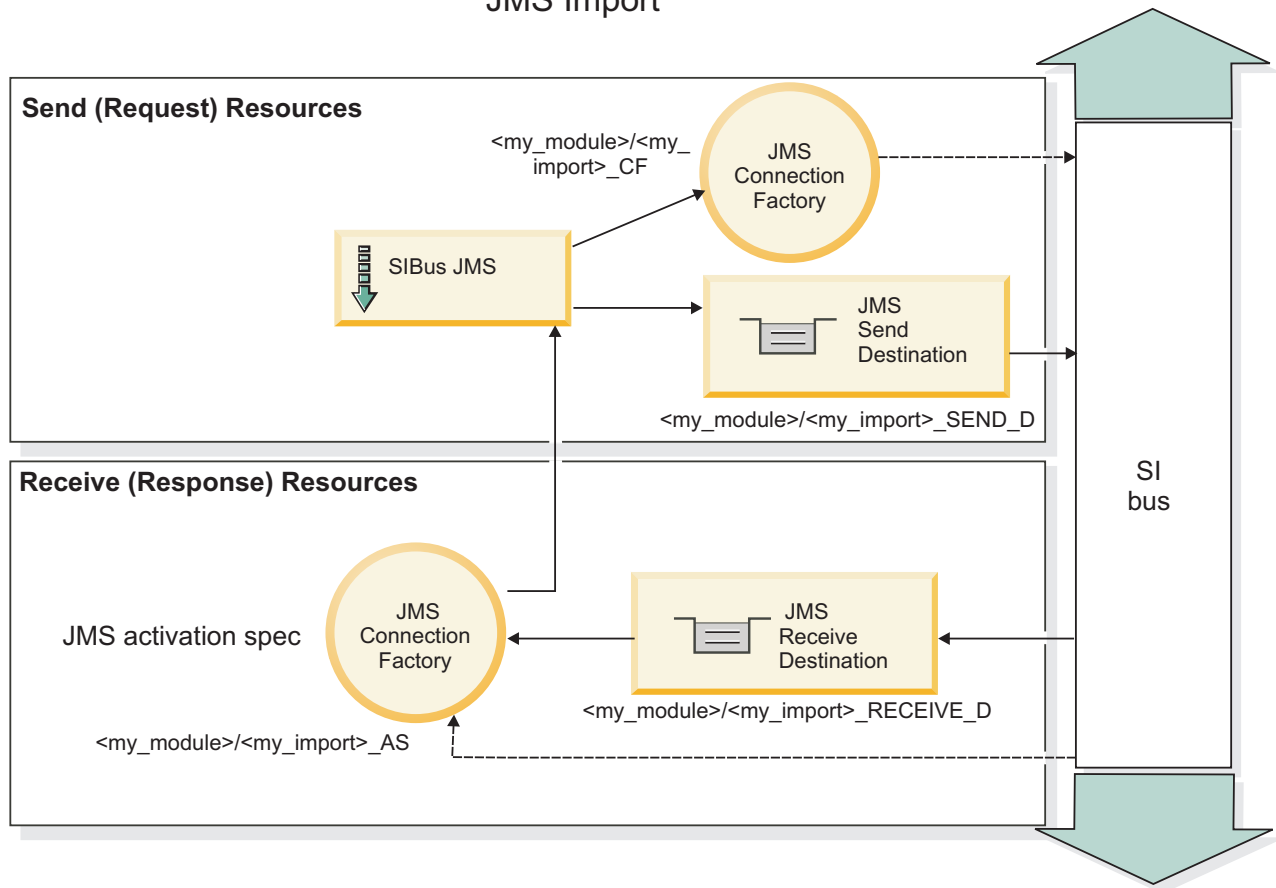 JMS Import
Send (Request) Resources
<my_module>/<my_
import>_CF
JMS
Connection
Factory
SIBus JMS
JMS
Send
Destination
<my_module>/<my_import>_SEND_D
SI
bus
Receive (Response) Resources
JMS activation spec
JMS
Connection
Factory
JMS
Receive
Destination
<my_module>/<my_import>_RECEIVE_D
<my_module>/<my_import>_AS